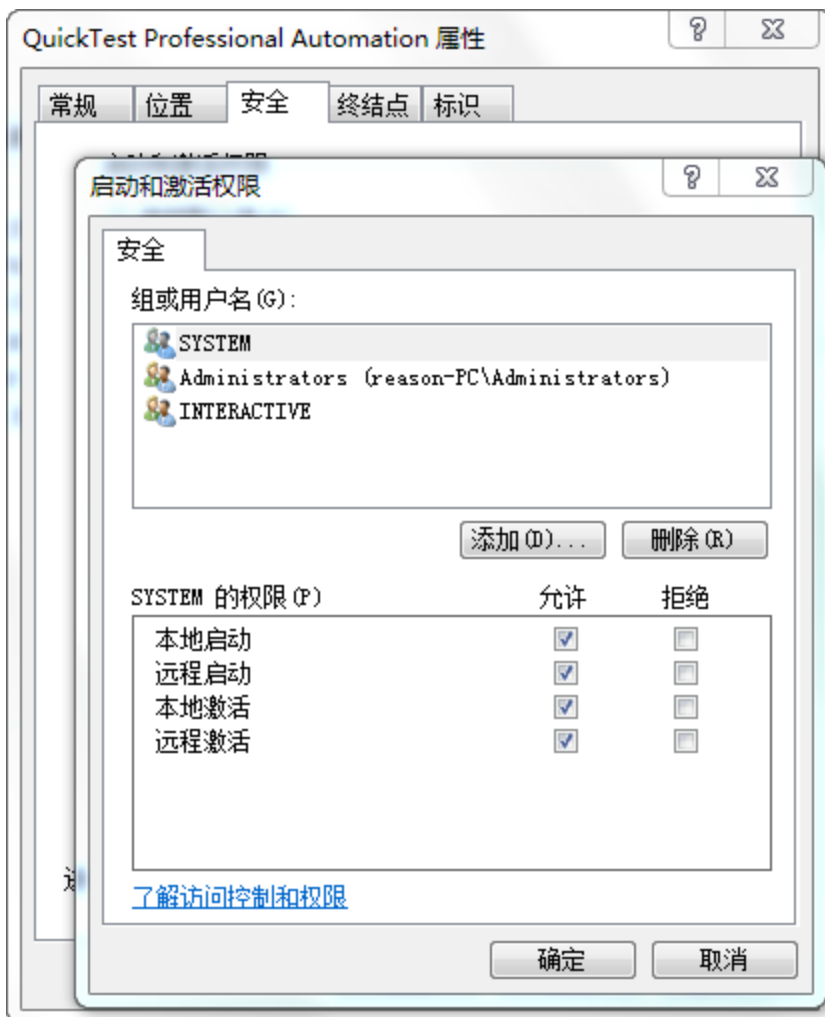 QuickTest Professional Automation 属性
常规 位置 安全 终结点 标识
启动和激活权限
安全
组或用户名(G):
SYSTEM
Administrators (reason-PC\Administrators)
INTERACTIVE
添加(D)... 删除(R)
SYSTEM 的权限(P) 允许 拒绝
本地启动
远程启动
本地激活
远程激活
了解访问控制和权限
确定 取消